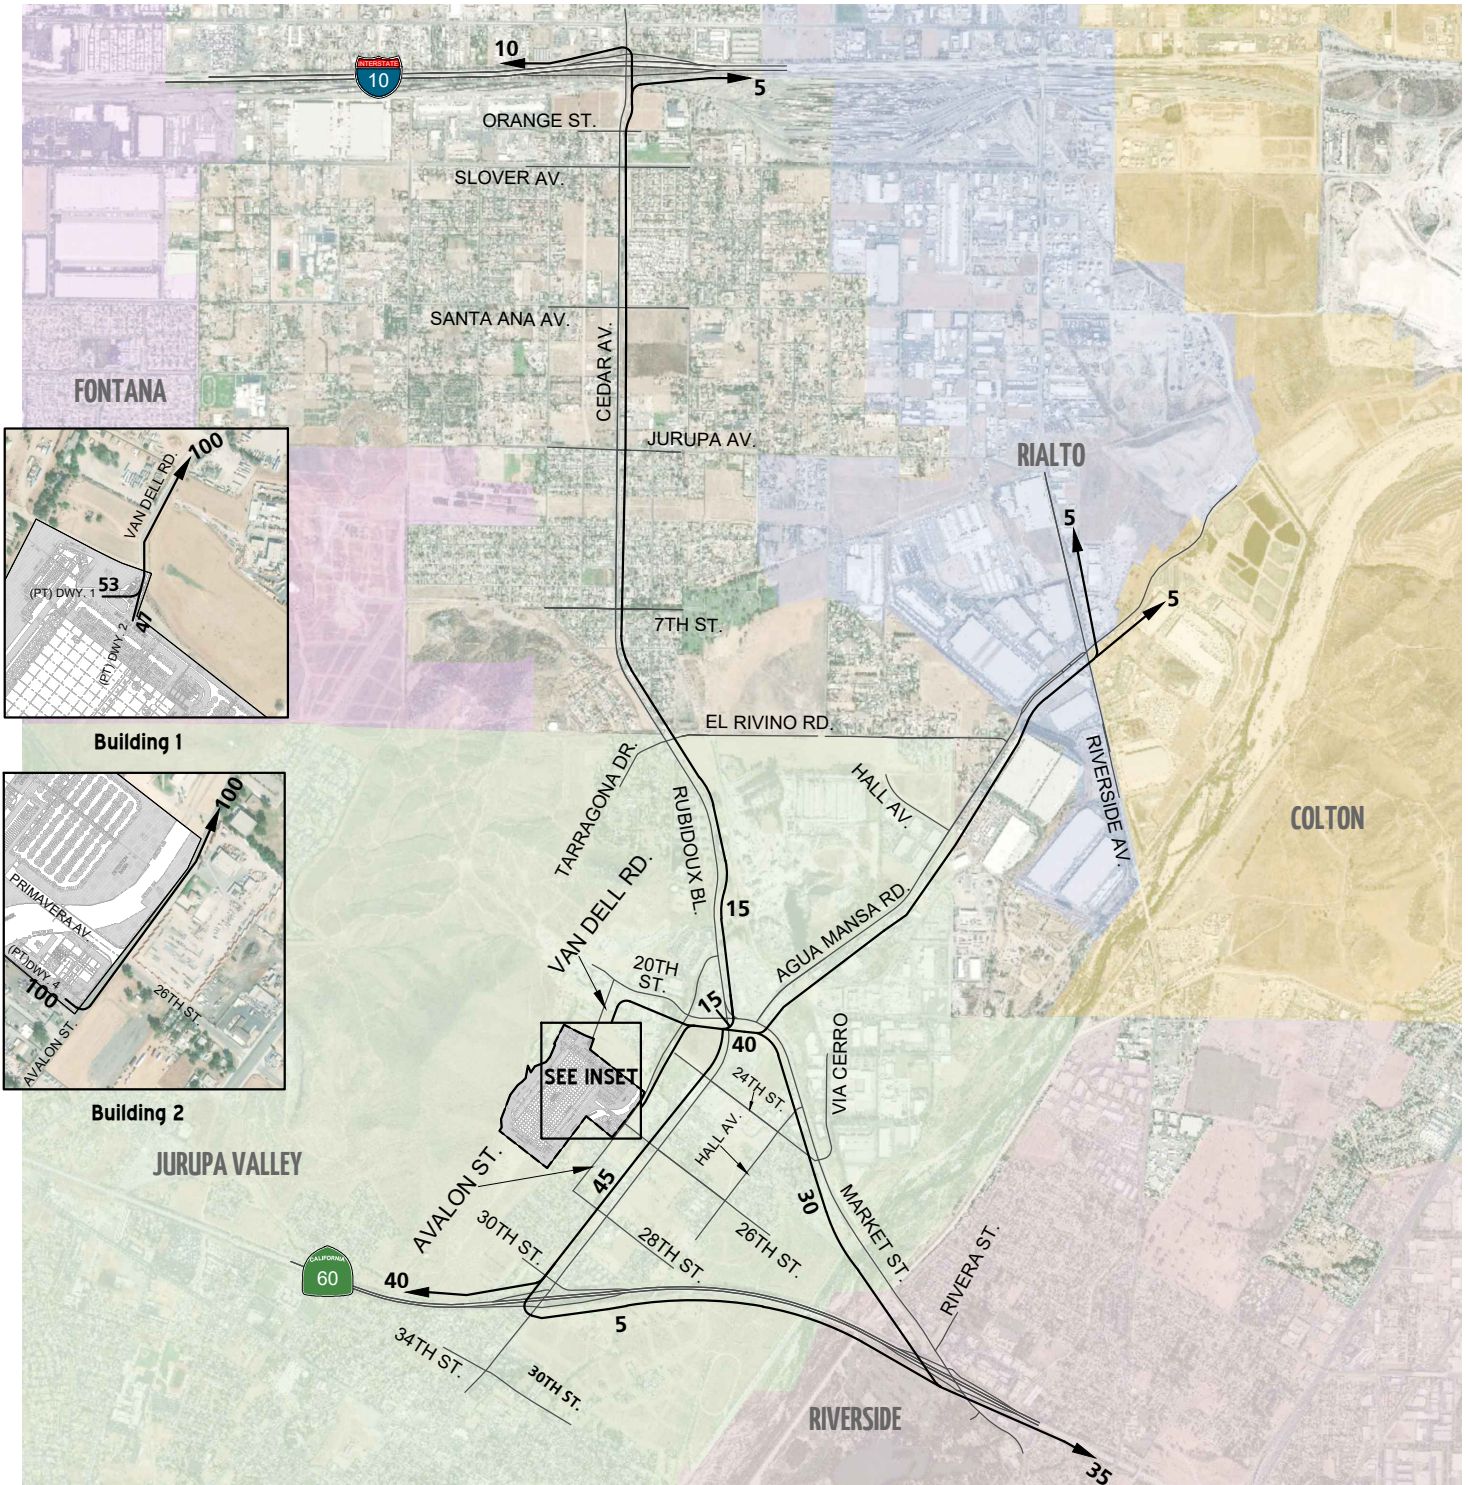 10
INTERSTATE
10
5
ORANGE ST.
SLOVER AV.
SANTA ANA AV.
CEDAR AV.
FONTANA
JURUPA AV.
RIALTO
VAN DELL RD.
100
5
(PT) DWY. 1
53
47
(PT) DWY. 2
5
7TH ST.
Building 1
EL RIVINO RD.
TARRAGONA DR.
RUBIDOUX BL.
HALL AV.
RIVERSIDE AV.
COLTON
100
PRIMAVERA AV.
(PT)DWY. 4
100
26TH ST.
AVALON ST.
Building 2
VAN DELL RD.
15
AGUA MANSA RD.
20TH
ST.
15
40
VIA CERRO
SEE INSET
24TH ST.
HALL AV.
JURUPA VALLEY
AVALON ST.
45
30
MARKET ST.
30TH ST.
28TH ST.
26TH ST.
RIVERA ST.
CALIFORNIA
60
40
5
34TH ST.
30TH ST.
RIVERSIDE
35